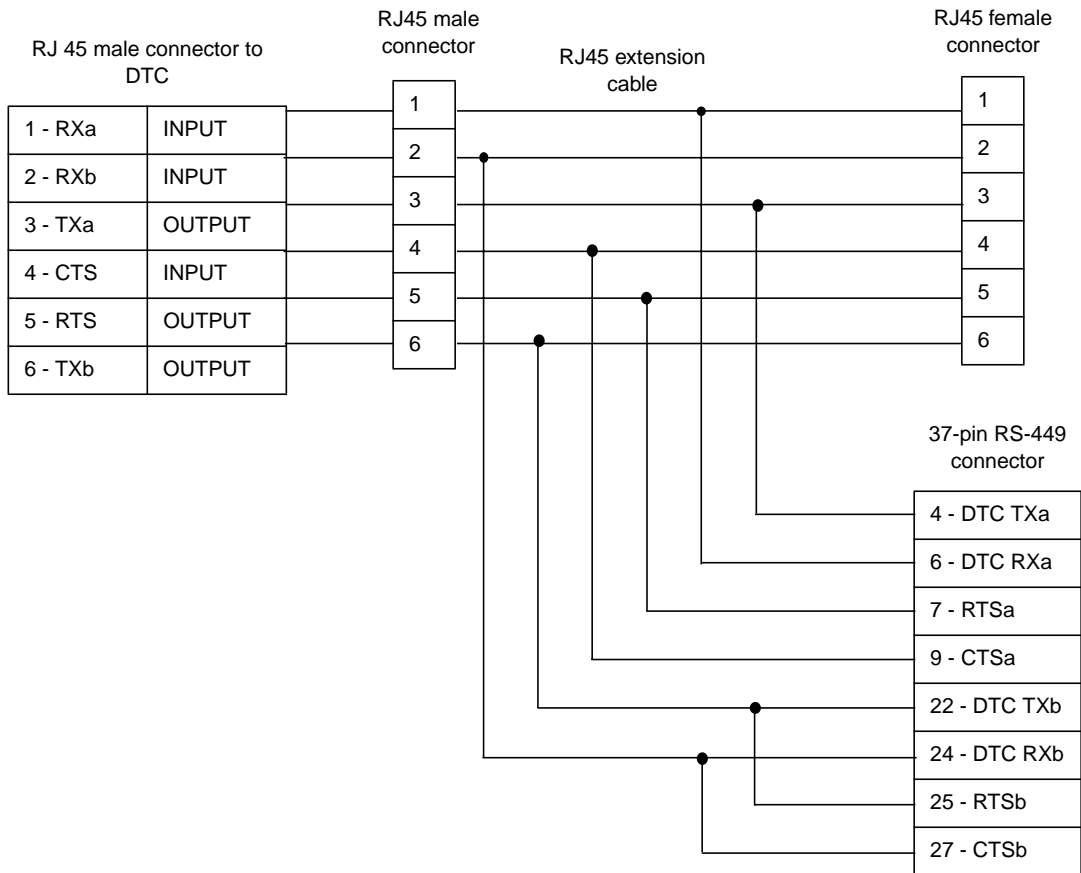 RJ 45 male connector to
DTC
1 - RXa INPUT
2 - RXb INPUT
3 - TXa OUTPUT
4 - CTS INPUT
5 - RTS OUTPUT
6 - TXb OUTPUT
RJ45 male
connector
1
2
3
4
5
6
RJ45 extension
cable
RJ45 female
connector
1
2
3
4
5
6
37-pin RS-449
connector
4 - DTC TXa
6 - DTC RXa
7 - RTSa
9 - CTSa
22 - DTC TXb
24 - DTC RXb
25 - RTSb
27 - CTSb